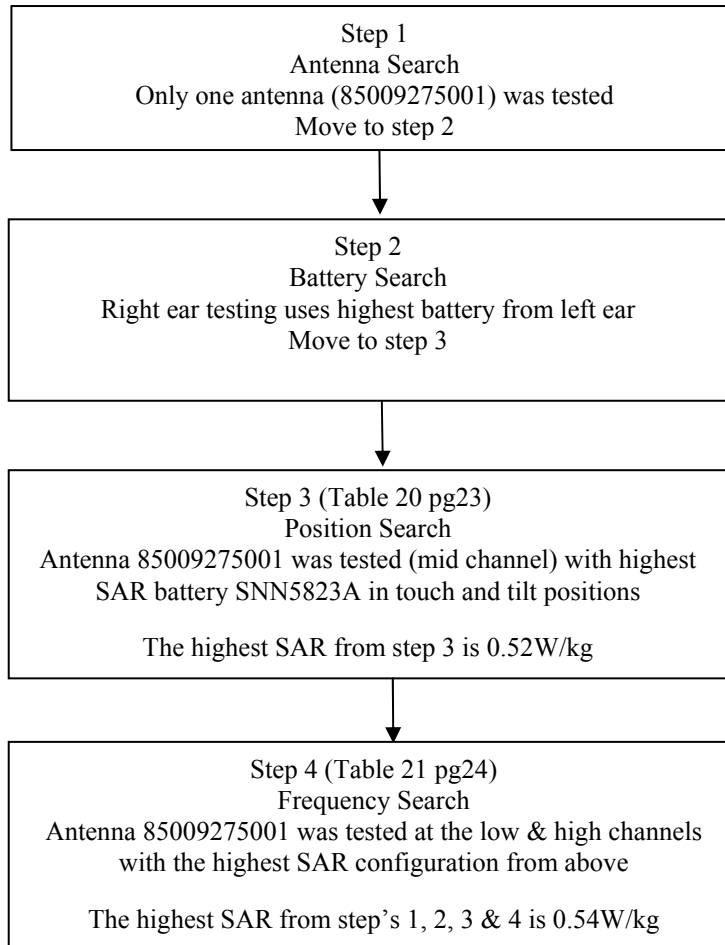 Step 1
Antenna Search
Only one antenna (85009275001) was tested
Move to step 2
Step 2
Battery Search
Right ear testing uses highest battery from left ear
Move to step 3
Step 3 (Table 20 pg23)
Position Search
Antenna 85009275001 was tested (mid channel) with highest
SAR battery SNN5823A in touch and tilt positions
The highest SAR from step 3 is 0.52W/kg
Step 4 (Table 21 pg24)
Frequency Search
Antenna 85009275001 was tested at the low & high channels
with the highest SAR configuration from above
The highest SAR from step's 1, 2, 3 & 4 is 0.54W/kg